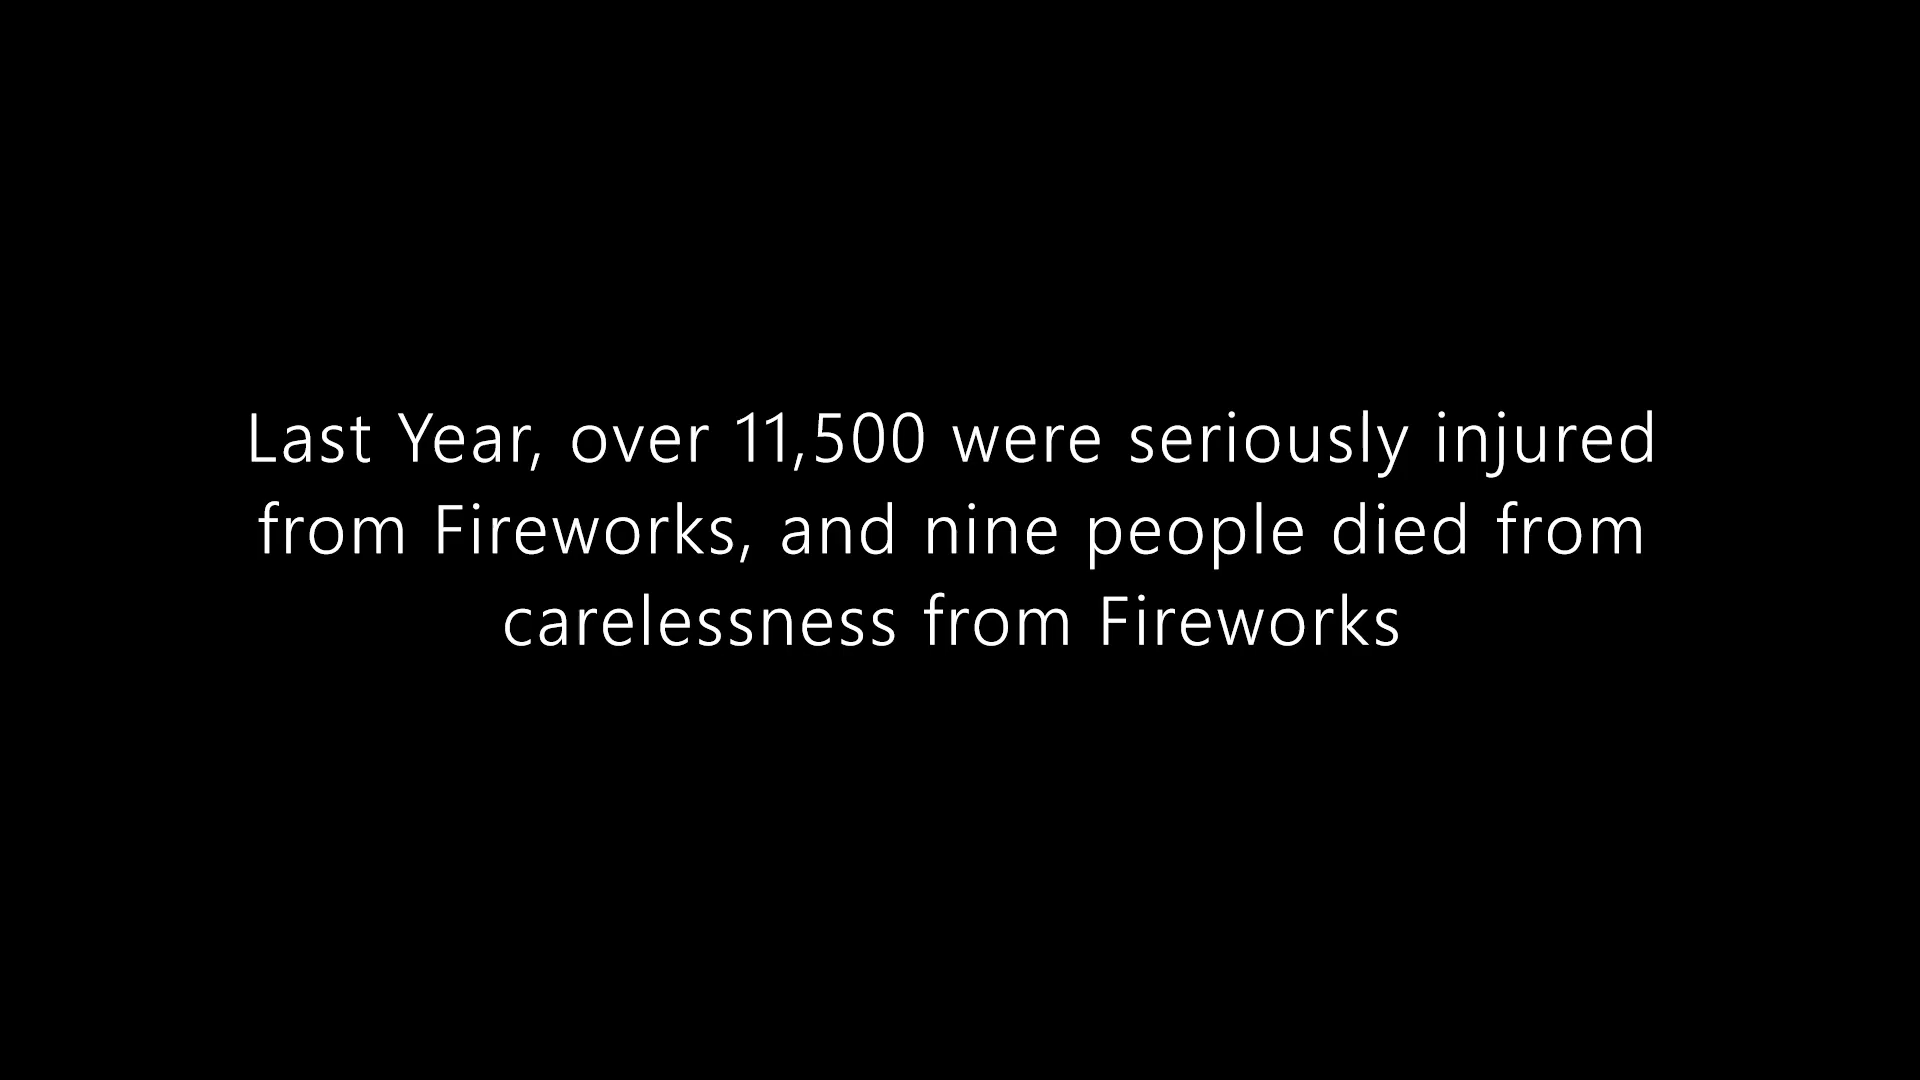 Last Year, over 11,500 were seriously injured
from Fireworks, and nine people died from
carelessness from Fireworks